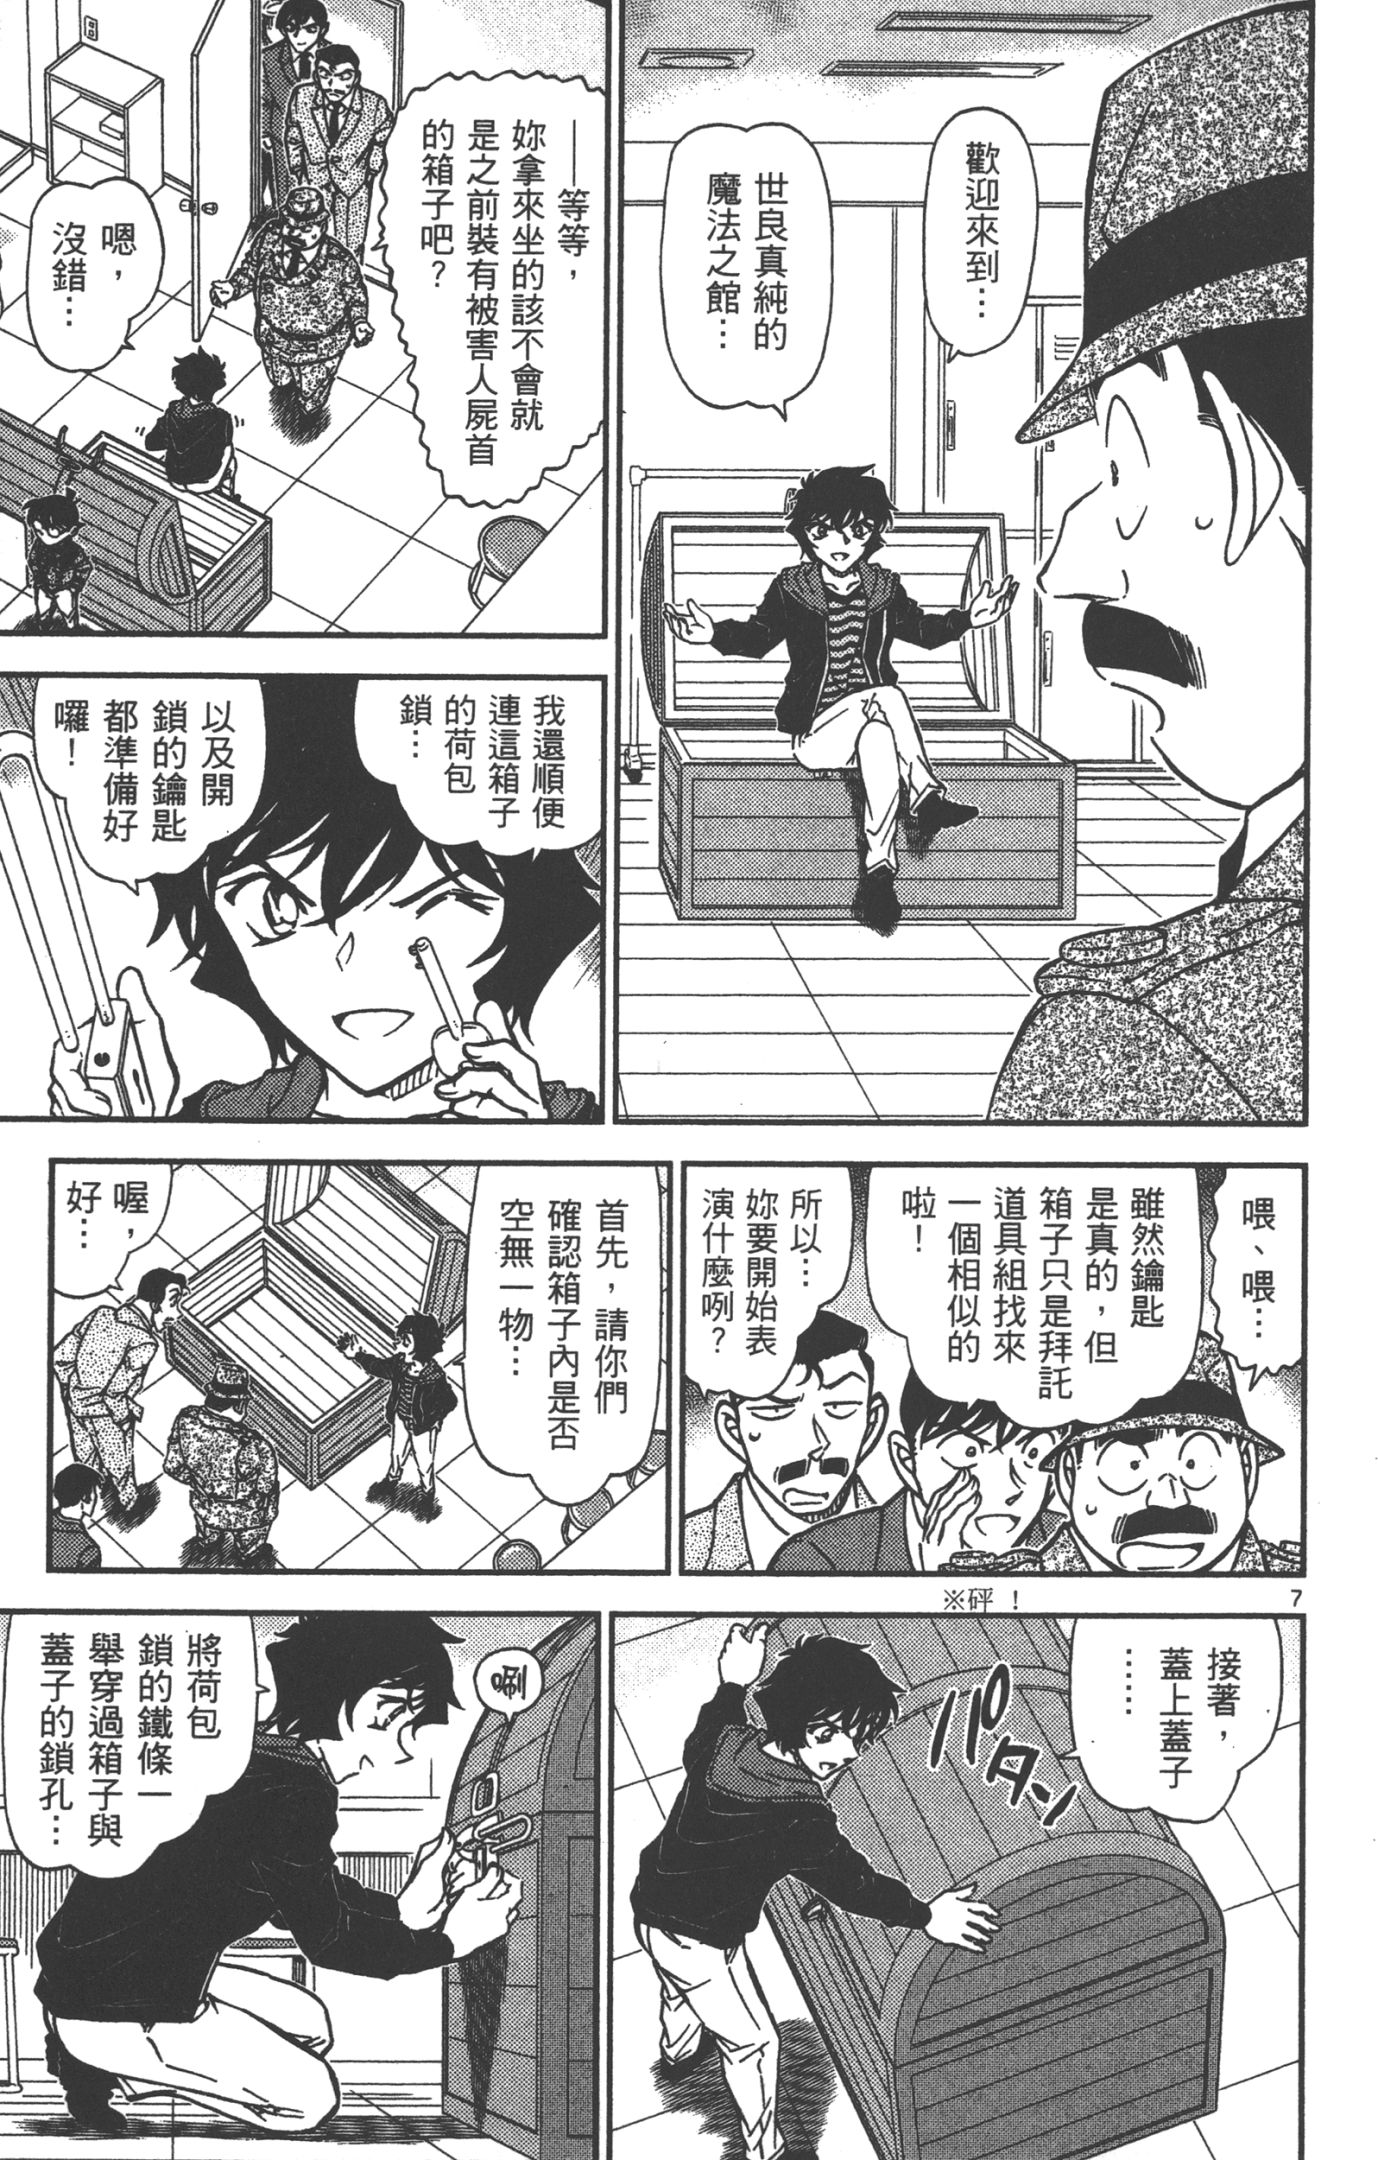 歡迎來到…
世良真純的
魔法之館…
——等等，
妳拿來坐的該不會就
是之前裝有被害人屍首
的箱子吧？
嗯，
沒錯…
我還順便
連這箱子
的荷包
鎖…
以及開
鎖的鑰匙
都準備好
囉！
喂、喂…
雖然鑰匙
是真的，但
箱子只是拜託
道具組找來
一個相似的
啦！
所以…
妳要開始表
演什麼咧？
首先，請你們
確認箱子內是否
空無一物…
喔，
好…
7
※砰！
接著，
蓋上蓋子
……
パタン
唰
將荷包
鎖的鐵條一
舉穿過箱子與
蓋子的鎖孔…